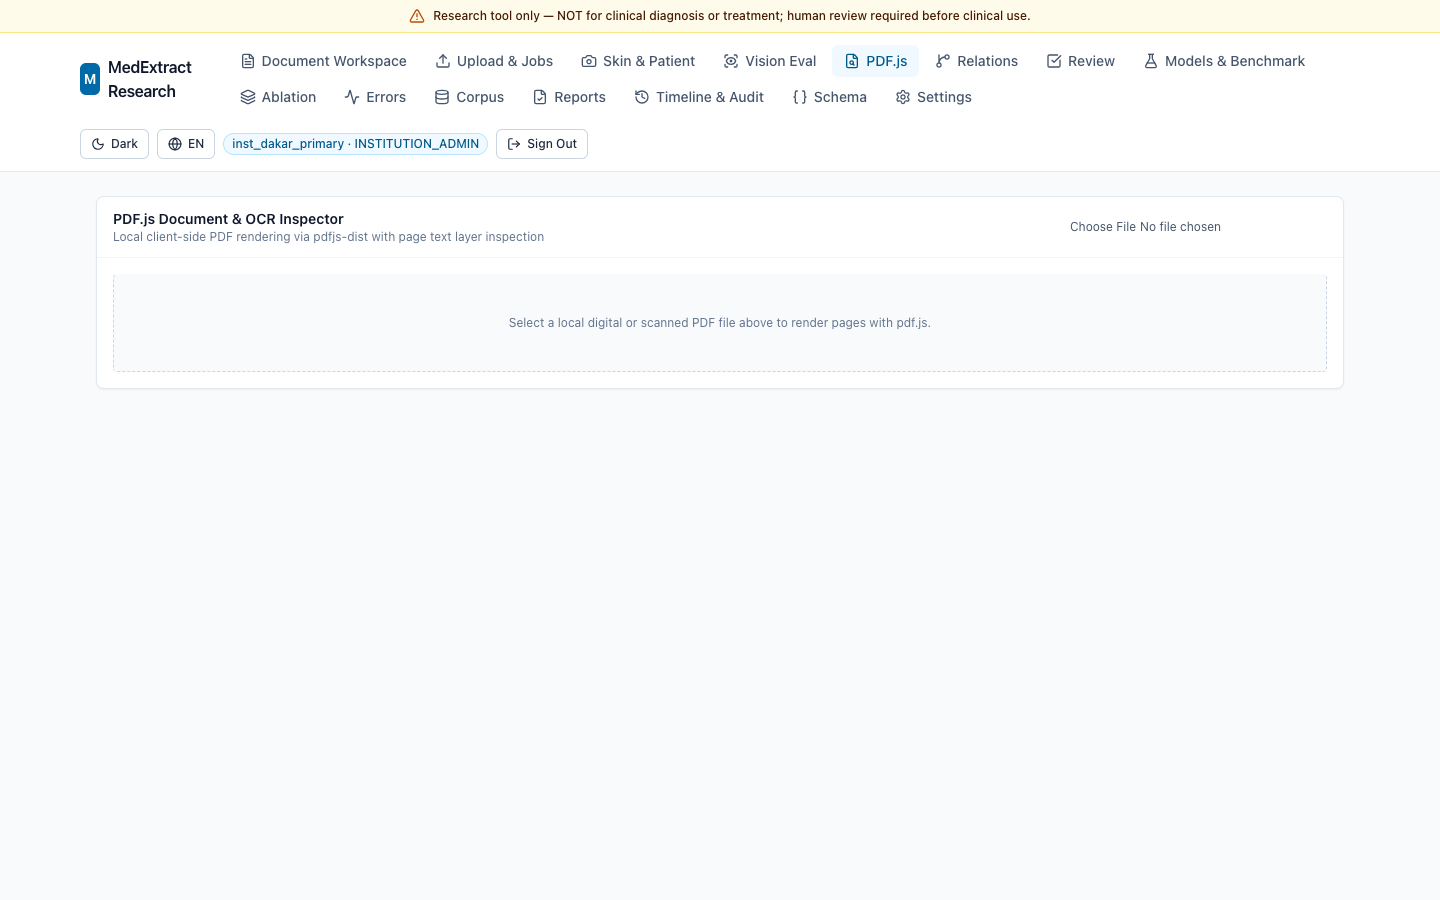 Research tool only — NOT for clinical diagnosis or treatment; human review required before clinical use.
M
MedExtract
Research
Document Workspace
Upload & Jobs
Skin & Patient
Vision Eval
PDF.js
Relations
Review
Models & Benchmark
Ablation
Errors
Corpus
Reports
Timeline & Audit
Schema
Settings
Dark
EN
inst_dakar_primary · INSTITUTION_ADMIN
Sign Out
PDF.js Document & OCR Inspector
Local client-side PDF rendering via pdfjs-dist with page text layer inspection
Choose File No file chosen
Select a local digital or scanned PDF file above to render pages with pdf.js.